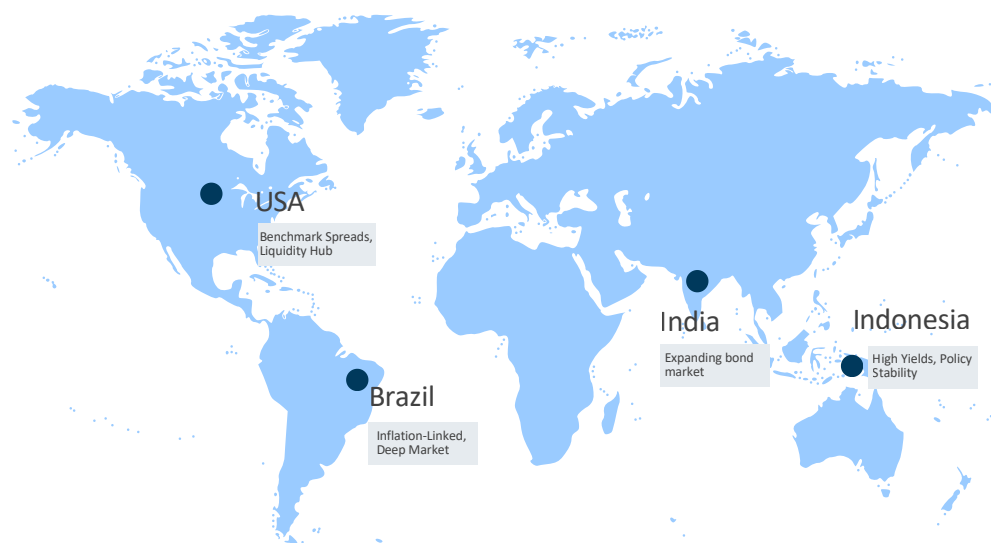 USA
Benchmark Spreads,
Liquidity Hub
India
Expanding bond
market
Indonesia
High Yields, Policy
Stability
Brazil
Inflation-Linked,
Deep Market